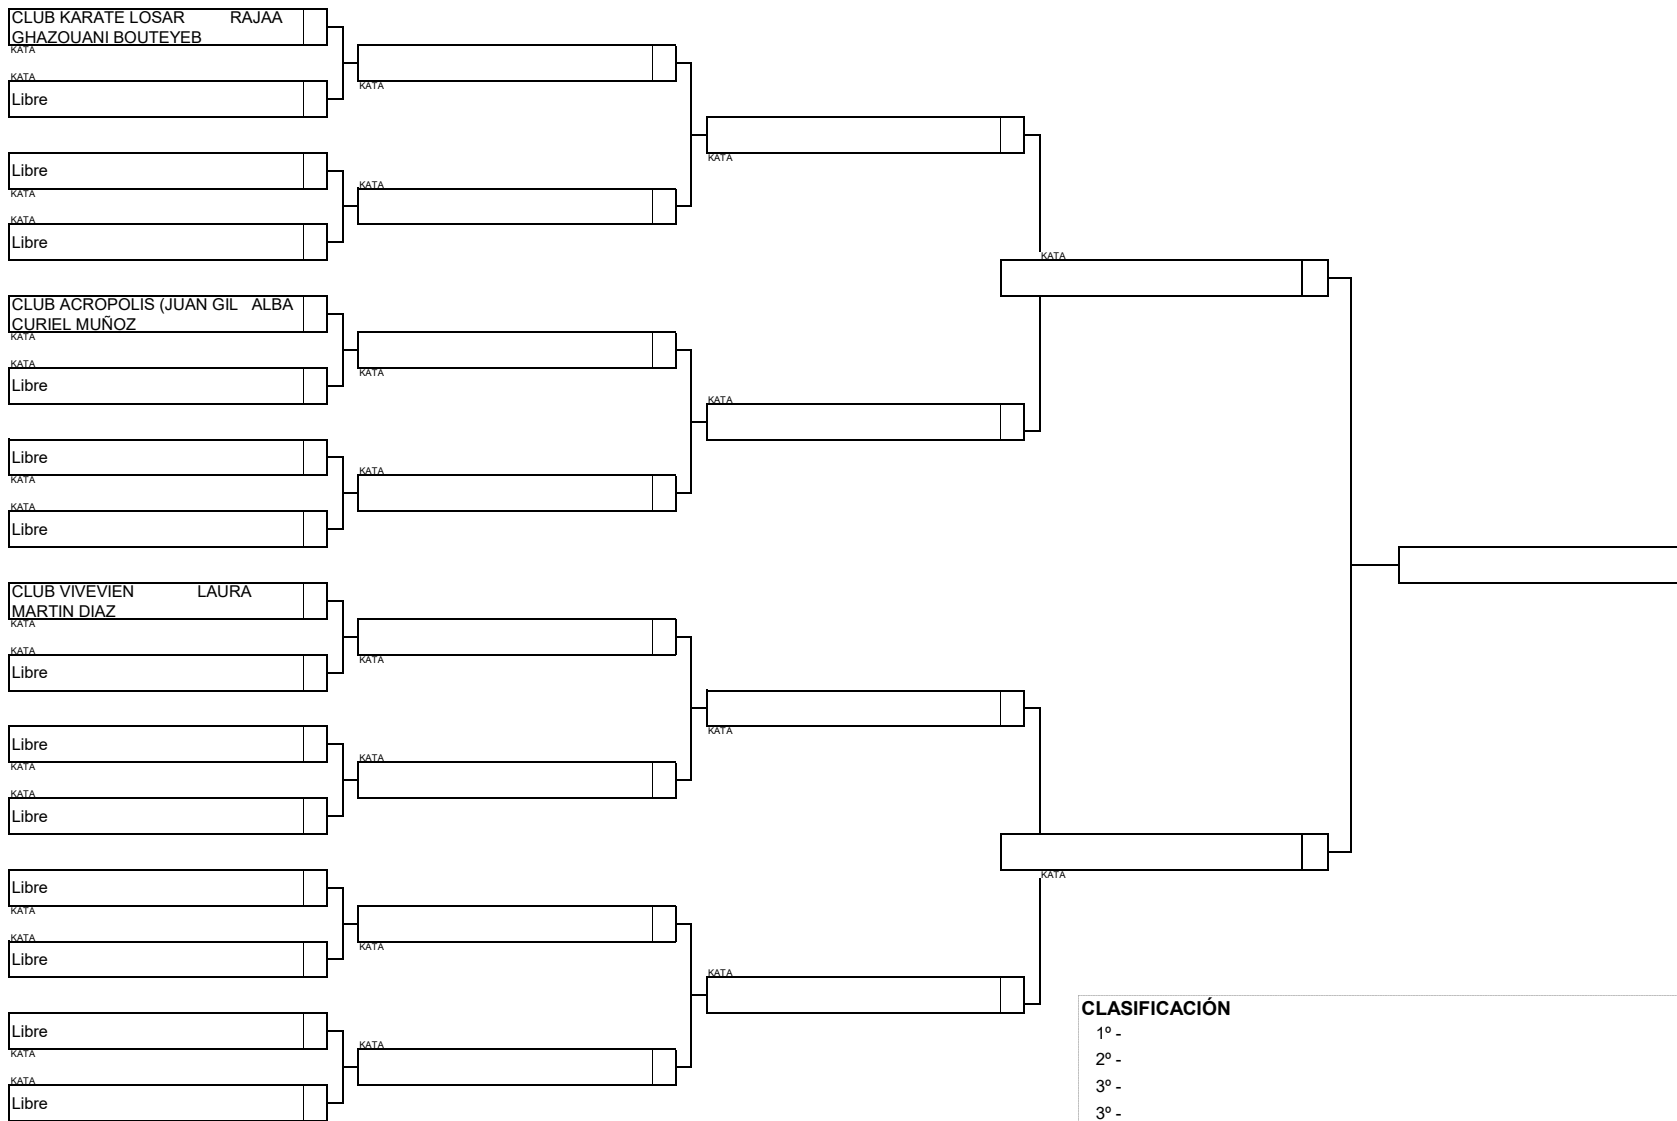 CLUB KARATE LOSAR RAJAA
GHAZOUANI BOUTEYEB
KATA
KATA
Libre
Libre
KATA
KATA
Libre
CLUB ACROPOLIS (JUAN GIL ALBA
CURIEL MUÑOZ
KATA
KATA
Libre
Libre
KATA
KATA
Libre
CLUB VIVEVIEN LAURA
MARTIN DIAZ
KATA
KATA
Libre
Libre
KATA
KATA
Libre
Libre
KATA
KATA
Libre
Libre
KATA
KATA
Libre
KATA
KATA
KATA
KATA
KATA
KATA
KATA
KATA
KATA
KATA
KATA
KATA
KATA
KATA
CLASIFICACIÓN
1º -
2º -
3º -
3º -